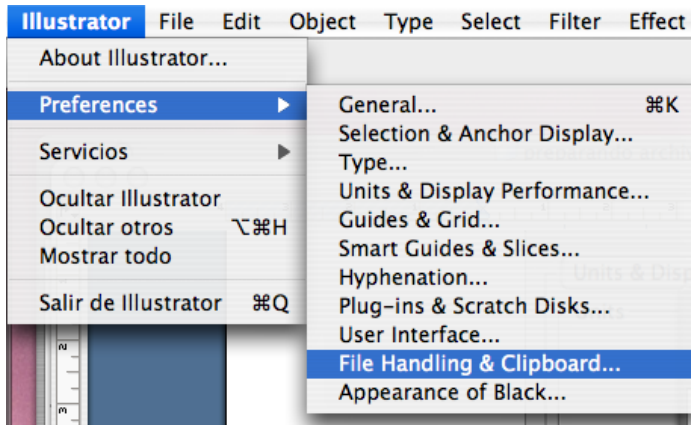 Illustrator File Edit Object Type Select Filter Effect
About Illustrator...
Preferences
Servicios
Ocultar Illustrator
Ocultar otros ⌥⌘H
Mostrar todo
Salir de Illustrator ⌘Q
General... ⌘K
Selection & Anchor Display...
Type...
Units & Display Performance...
Guides & Grid...
Smart Guides & Slices...
Hyphenation...
Plug-ins & Scratch Disks...
User Interface...
File Handling & Clipboard...
Appearance of Black...
2
3